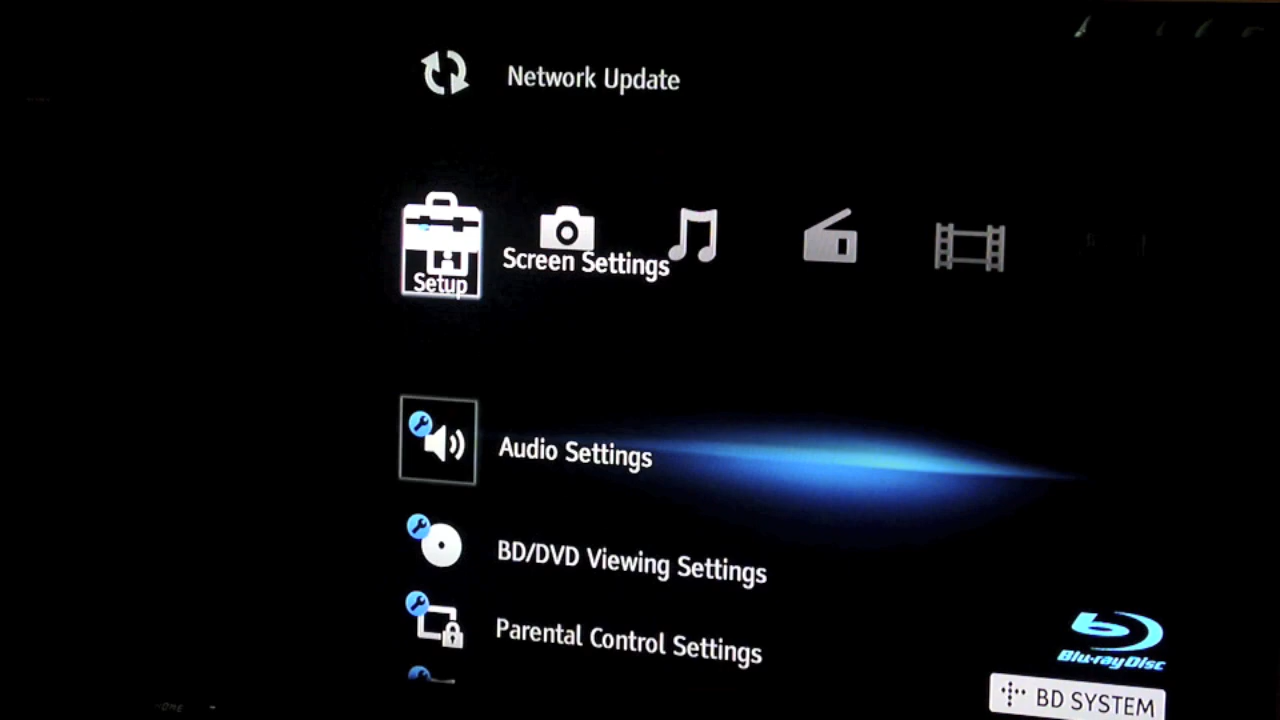 Network Update
Screen Settings
Setup
Audio Settings
BD/DVD Viewing Settings
Parental Control Settings
Blu-ray Disc
BD SYSTEM